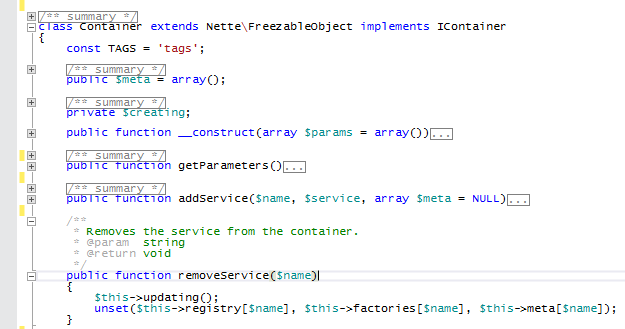 /** summary */
class Container extends Nette\FreezableObject implements IContainer
{
const TAGS = 'tags';
/** summary */
public $meta = array();
/** summary */
private $creating;
public function __construct(array $params = array())...
/** summary */
public function getParameters()...
/** summary */
public function addService($name, $service, array $meta = NULL)...
/**
* Removes the service from the container.
* @param string
* @return void
*/
public function removeService($name)
{
$this->updating();
unset($this->registry[$name], $this->factories[$name], $this->meta[$name]);
}